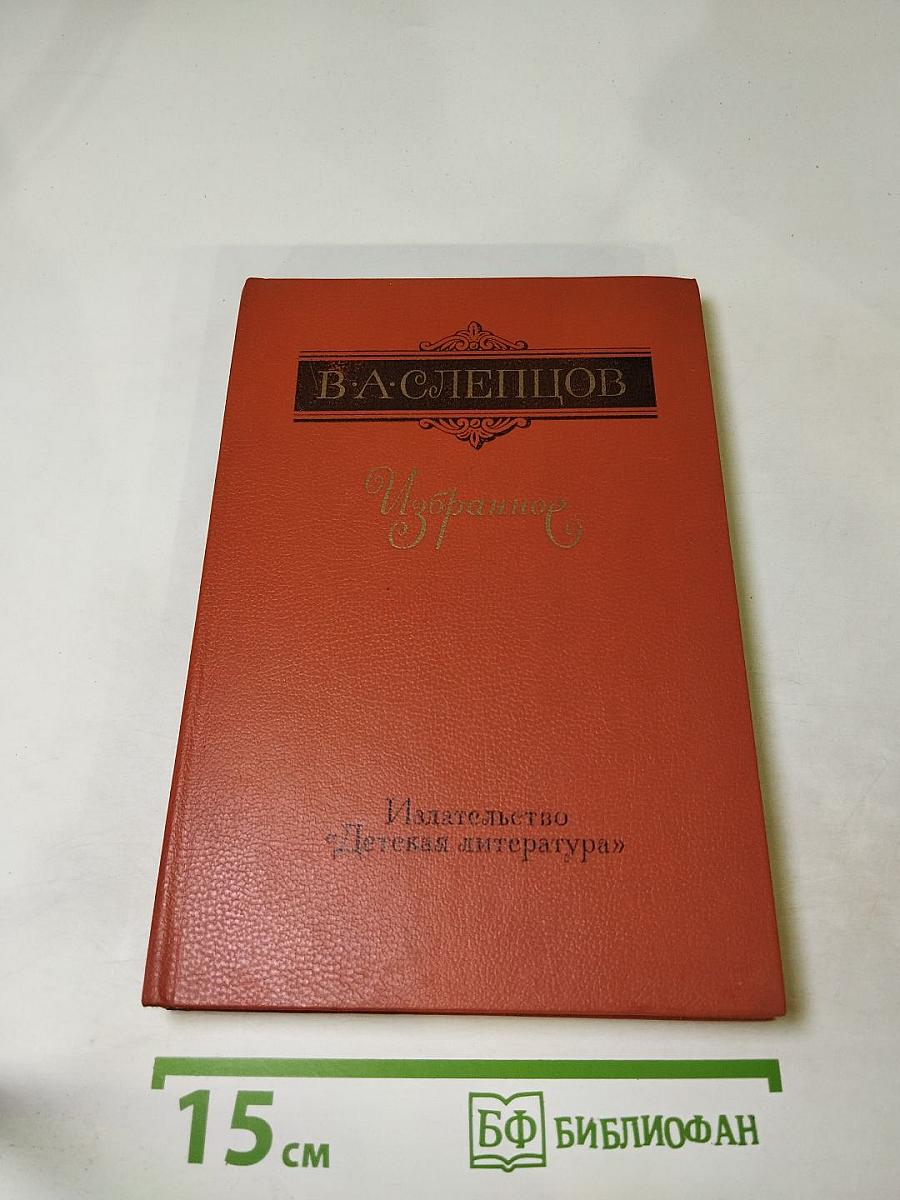 В·А·СЛЕПЦОВ
Избранное
Издательство
«Детская литература»
15 см
БФ БИБЛИОФАН